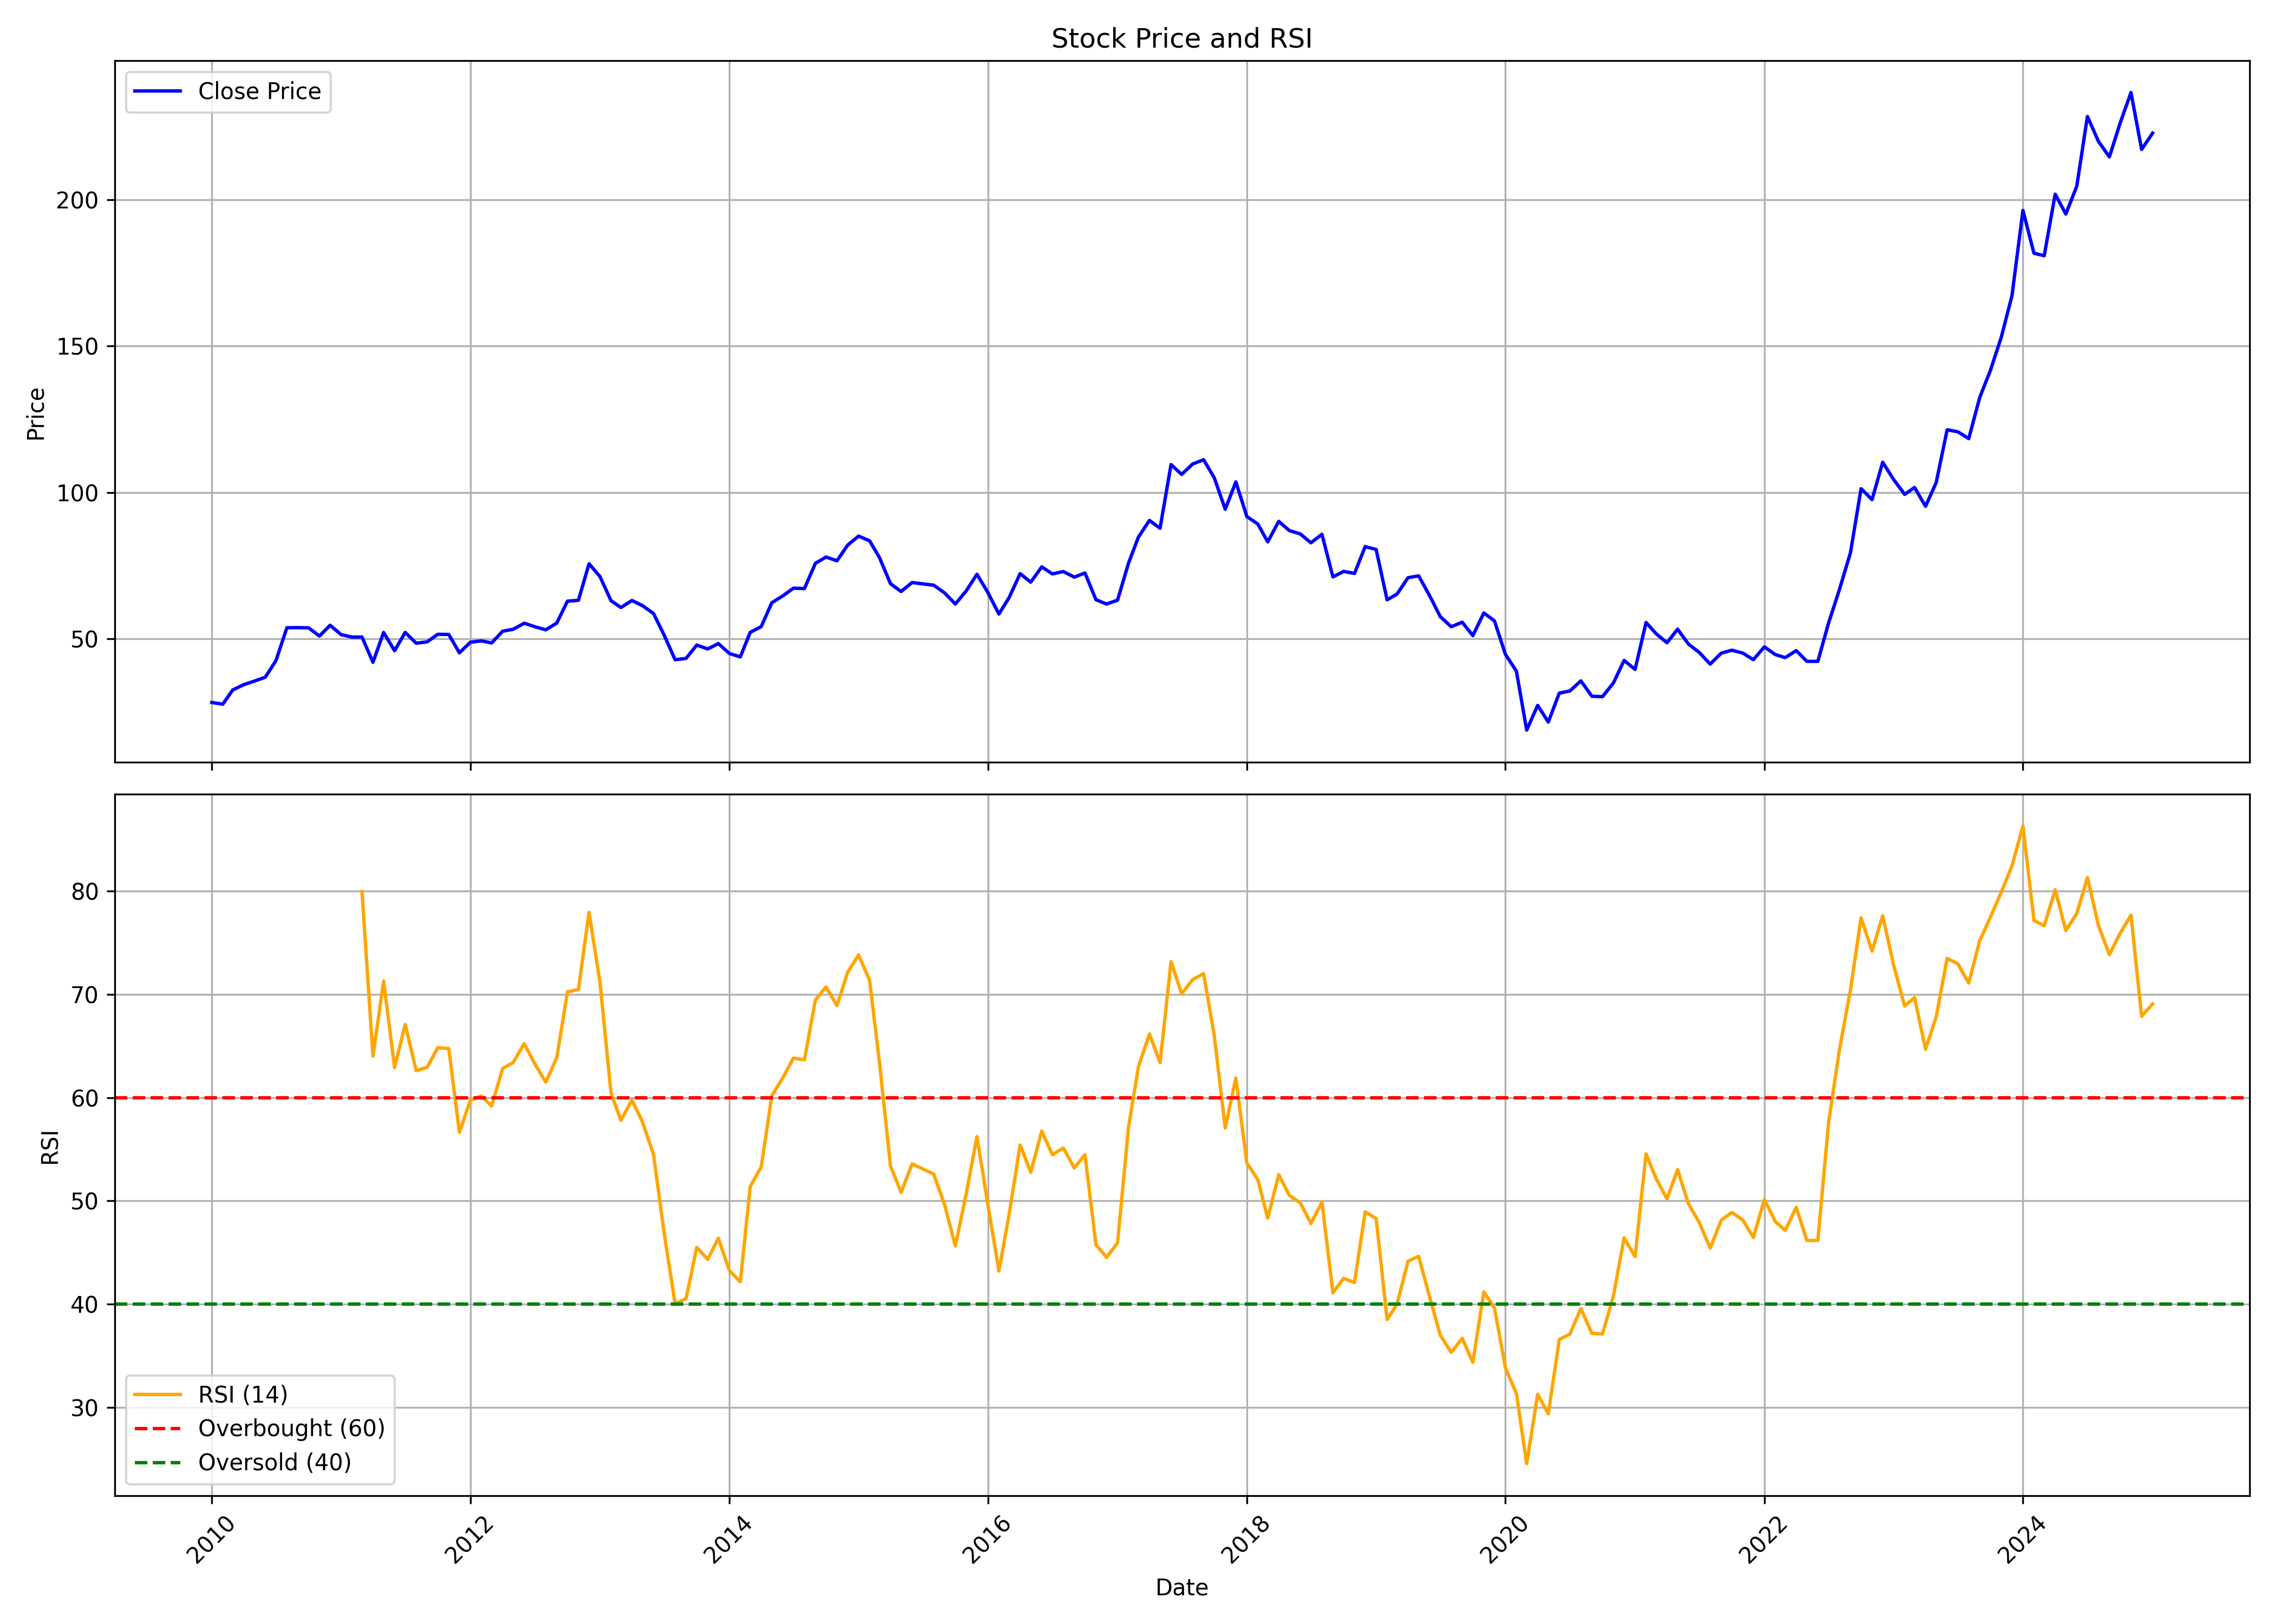 Stock Price and RSI
Close Price
200
150
100
50
Price
80
70
60
50
40
30
RSI
RSI (14)
Overbought (60)
Oversold (40)
2010
2012
2014
2016
2018
2020
2022
2024
Date